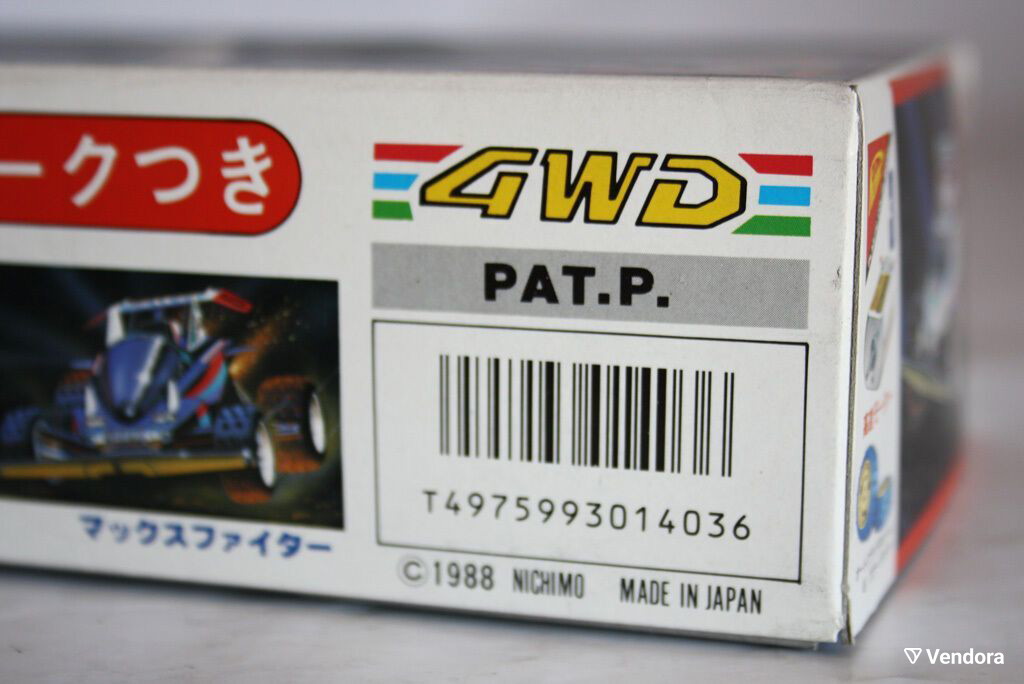 ークつき
4WD
PAT.P.
T4975993014036
マックスファイター
©1988 NICHIMO MADE IN JAPAN
Vendora